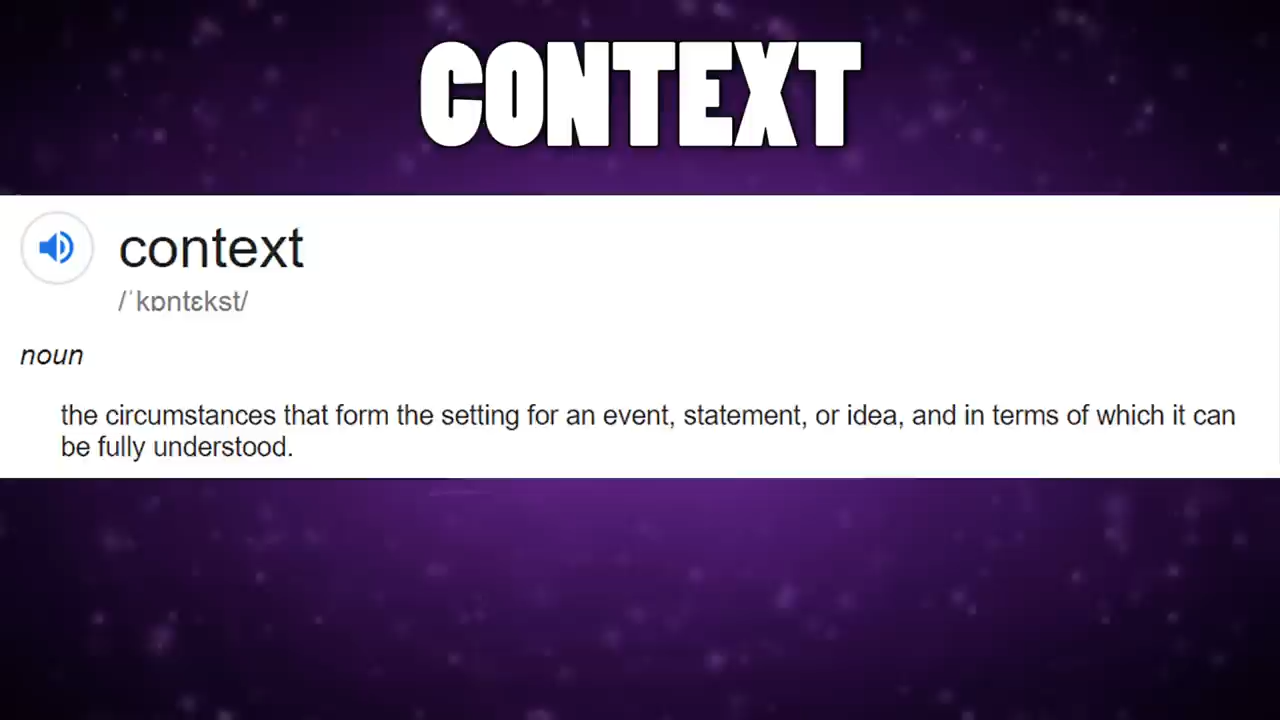 CONTEXT
context
/ˈkɒntɛkst/
noun
the circumstances that form the setting for an event, statement, or idea, and in terms of which it can
be fully understood.